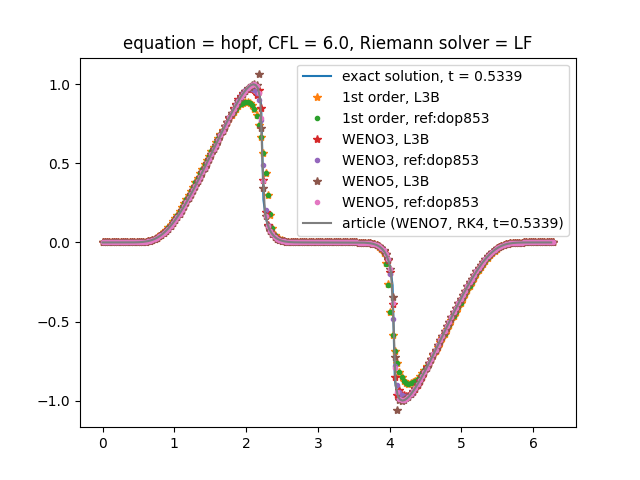 equation = hopf, CFL = 6.0, Riemann solver = LF
exact solution, t = 0.5339
1st order, L3B
1st order, ref:dop853
WENO3, L3B
WENO3, ref:dop853
WENO5, L3B
WENO5, ref:dop853
article (WENO7, RK4, t=0.5339)
1.0
0.5
0.0
−0.5
−1.0
0 1 2 3 4 5 6